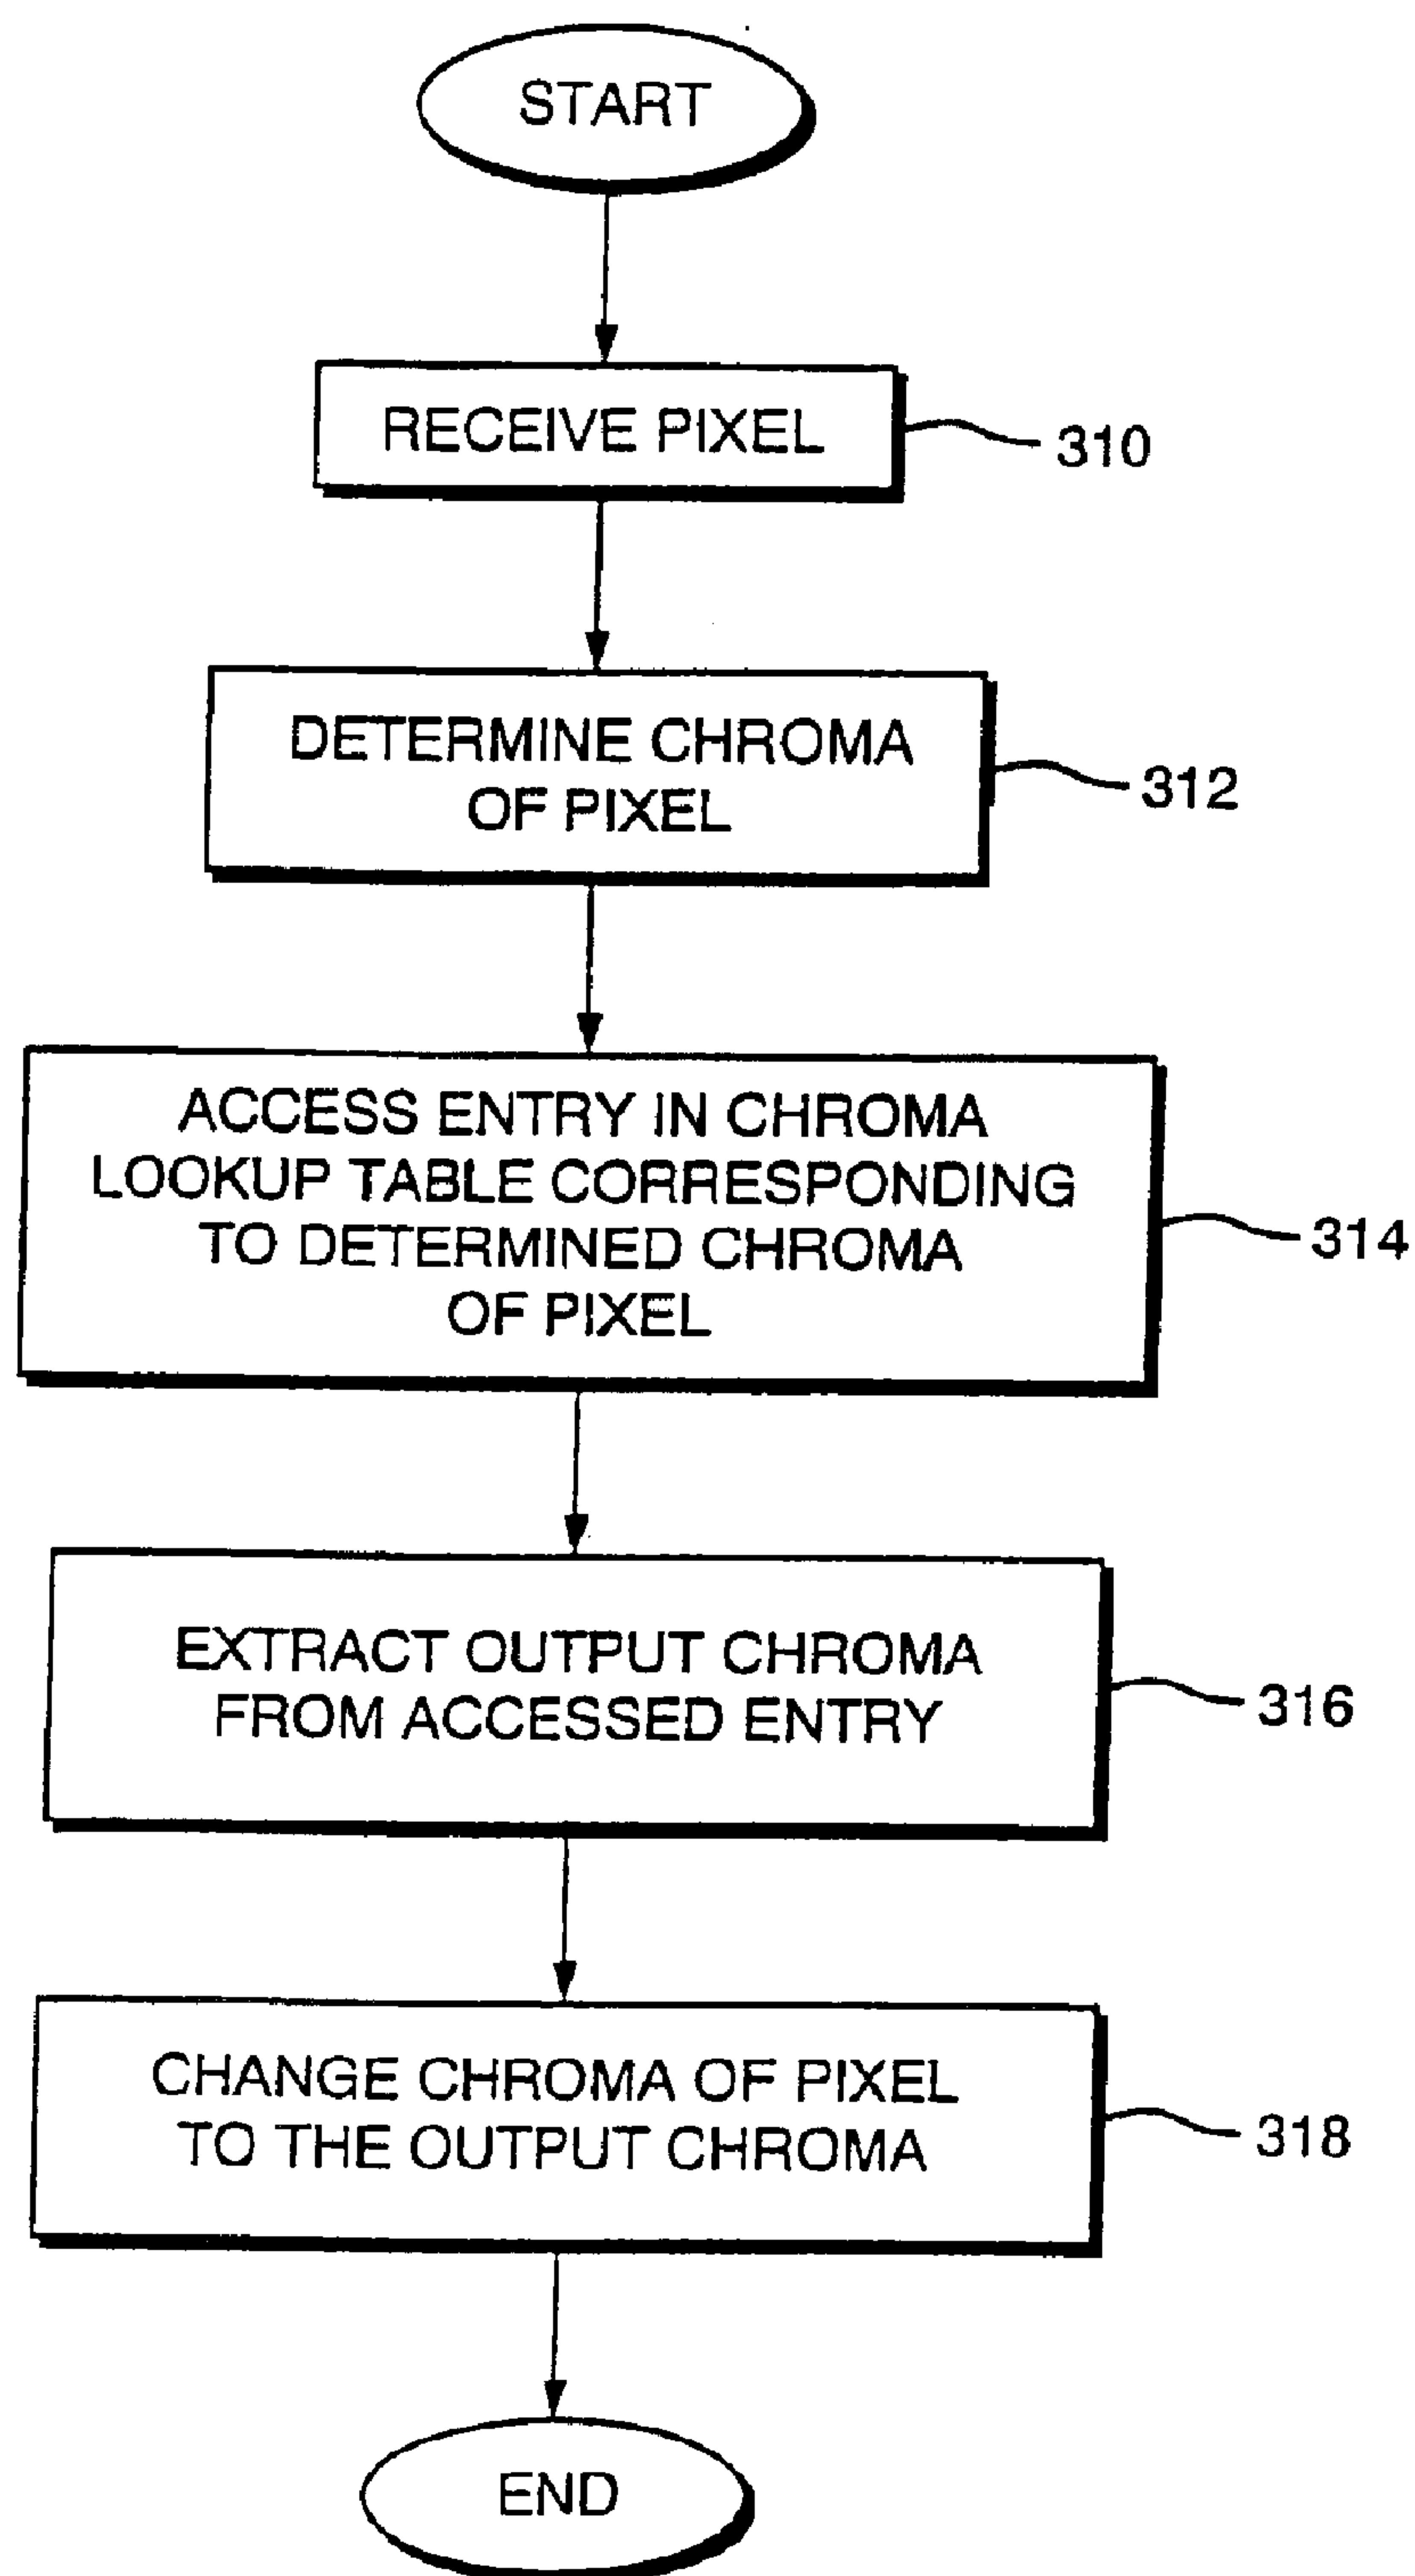 START
RECEIVE PIXEL
310
DETERMINE CHROMA
OF PIXEL
312
ACCESS ENTRY IN CHROMA
LOOKUP TABLE CORRESPONDING
TO DETERMINED CHROMA
OF PIXEL
314
EXTRACT OUTPUT CHROMA
FROM ACCESSED ENTRY
316
CHANGE CHROMA OF PIXEL
TO THE OUTPUT CHROMA
318
END